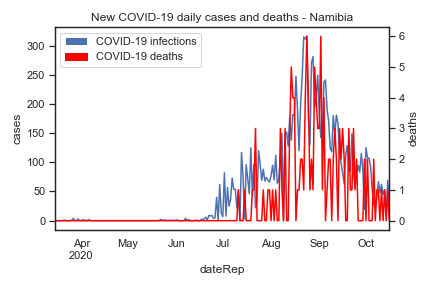 New COVID-19 daily cases and deaths - Namibia
COVID-19 infections
COVID-19 deaths
cases
300
250
200
150
100
50
0
deaths
6
5
4
3
2
1
0
Apr May Jun Jul Aug Sep Oct
2020
dateRep